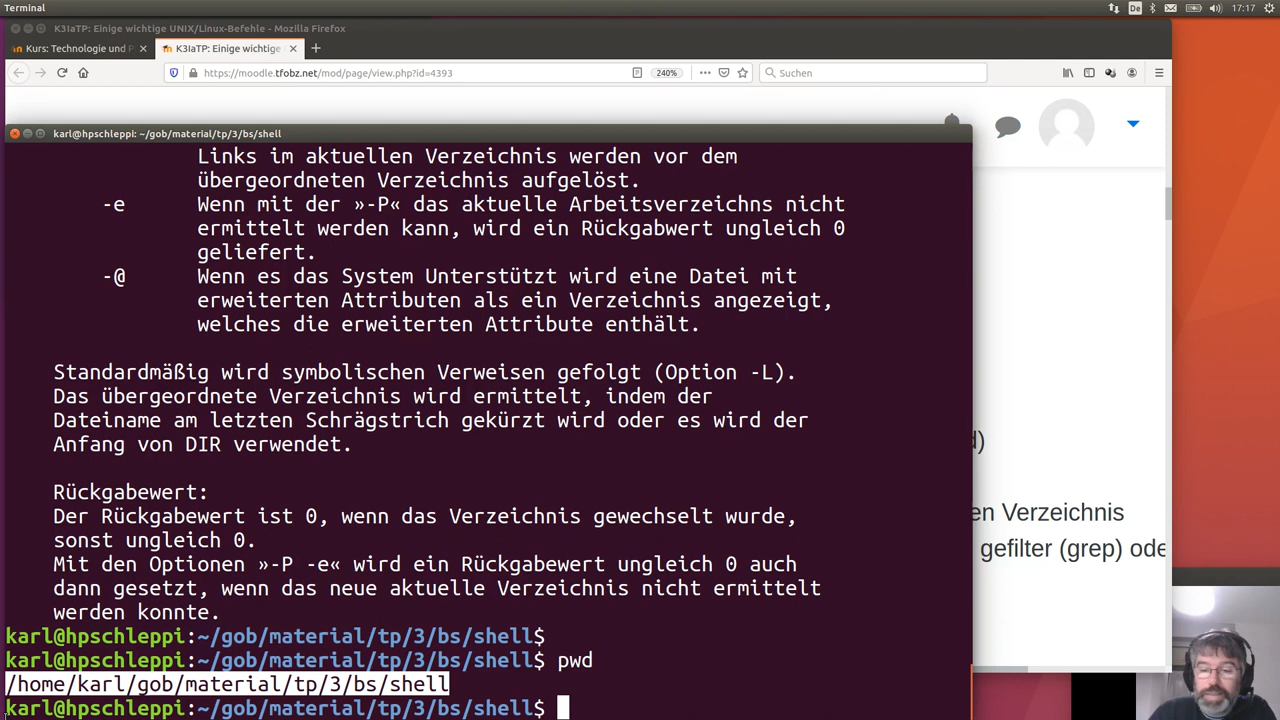 Terminal
De
17:17
K3IaTP: Einige wichtige UNIX/Linux-Befehle - Mozilla Firefox
Kurs: Technologie und P
K3IaTP: Einige wichtige
https://moodle.tfobz.net/mod/page/view.php?id=4393
240%
Suchen
karl@hpschleppi: ~/gob/material/tp/3/bs/shell
Links im aktuellen Verzeichnis werden vor dem
übergeordneten Verzeichnis aufgelöst.
-e Wenn mit der »-P« das aktuelle Arbeitsverzeichns nicht
ermittelt werden kann, wird ein Rückgabwert ungleich 0
geliefert.
-@ Wenn es das System Unterstützt wird eine Datei mit
erweiterten Attributen als ein Verzeichnis angezeigt,
welches die erweiterten Attribute enthält.
Standardmäßig wird symbolischen Verweisen gefolgt (Option -L).
Das übergeordnete Verzeichnis wird ermittelt, indem der
Dateiname am letzten Schrägstrich gekürzt wird oder es wird der
Anfang von DIR verwendet.
Rückgabewert:
Der Rückgabewert ist 0, wenn das Verzeichnis gewechselt wurde,
sonst ungleich 0.
Mit den Optionen »-P -e« wird ein Rückgabewert ungleich 0 auch
dann gesetzt, wenn das neue aktuelle Verzeichnis nicht ermittelt
werden konnte.
karl@hpschleppi:~/gob/material/tp/3/bs/shell$
karl@hpschleppi:~/gob/material/tp/3/bs/shell$ pwd
/home/karl/gob/material/tp/3/bs/shell
karl@hpschleppi:~/gob/material/tp/3/bs/shell$
d)
en Verzeichnis
gefilter (grep) ode